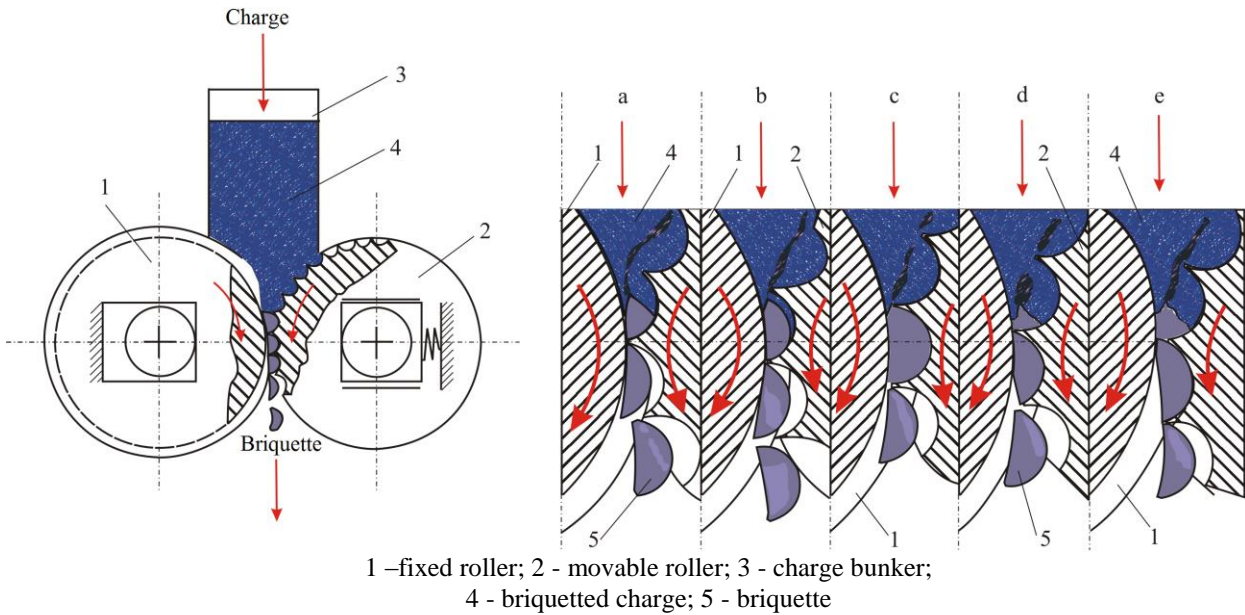 Charge
3
4
1
2
Briquette
a b c d e
1 4 1 2 2 4
5 1 5 1
1 –fixed roller; 2 - movable roller; 3 - charge bunker;
4 - briquetted charge; 5 - briquette